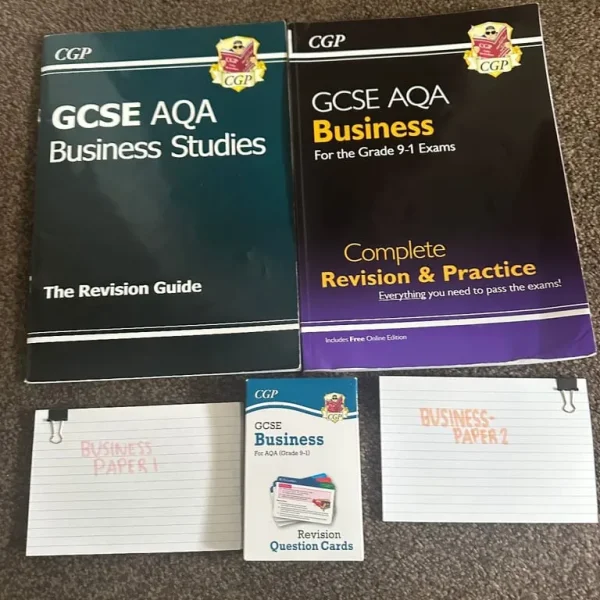 CGP
CGP
GCSE AQA
Business Studies
The Revision Guide
CGP
CGP
GCSE AQA
Business
For the Grade 9-1 Exams
Complete
Revision & Practice
Everything you need to pass the exams!
Includes Free Online Edition
BUSINESS
PAPER 1
CGP
CGP
GCSE
Business
For AQA (Grade 9-1)
Revision
Question Cards
BUSINESS-
PAPER 2